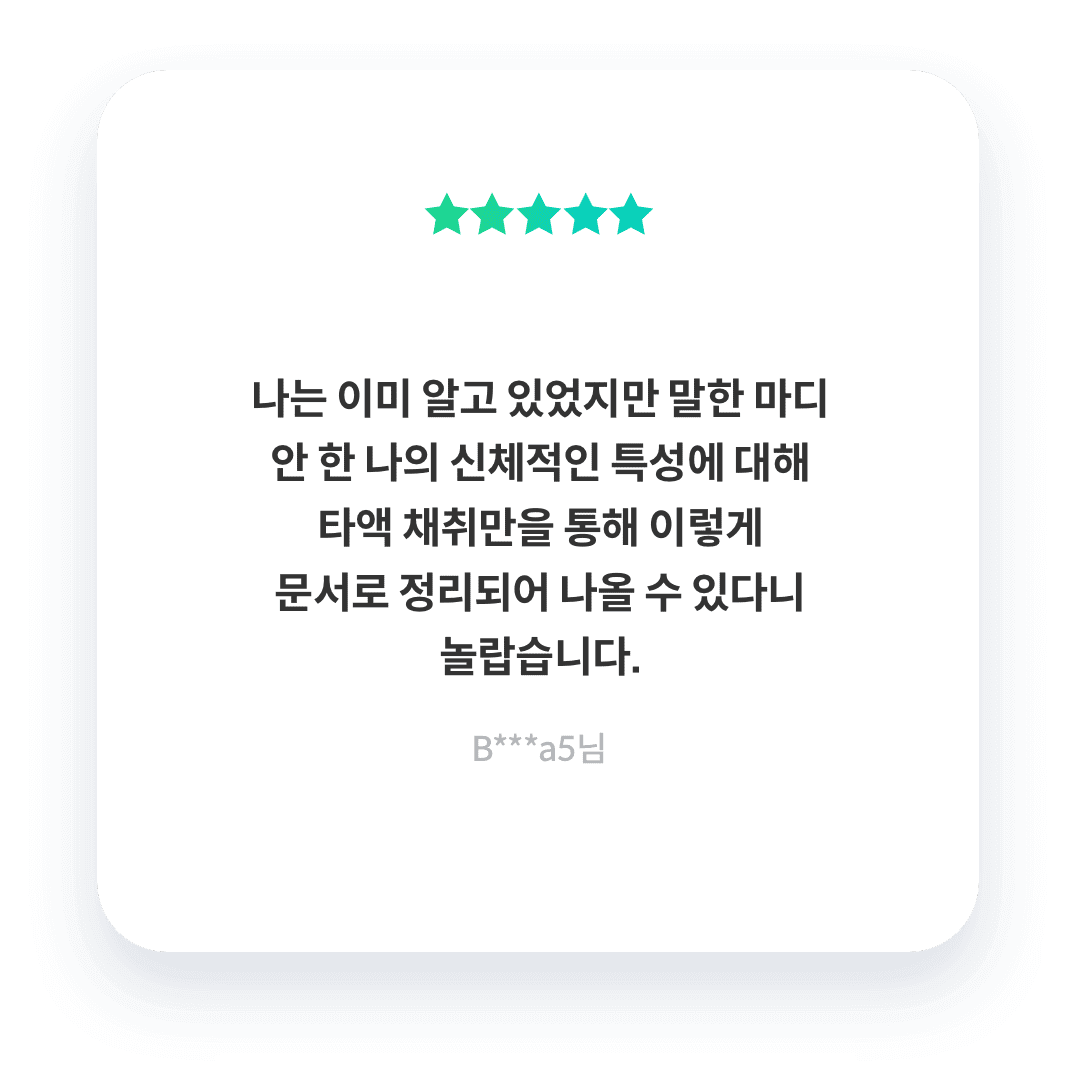 나는 이미 알고 있었지만 말한 마디
안 한 나의 신체적인 특성에 대해
타액 채취만을 통해 이렇게
문서로 정리되어 나올 수 있다니
놀랍습니다.
B***a5님